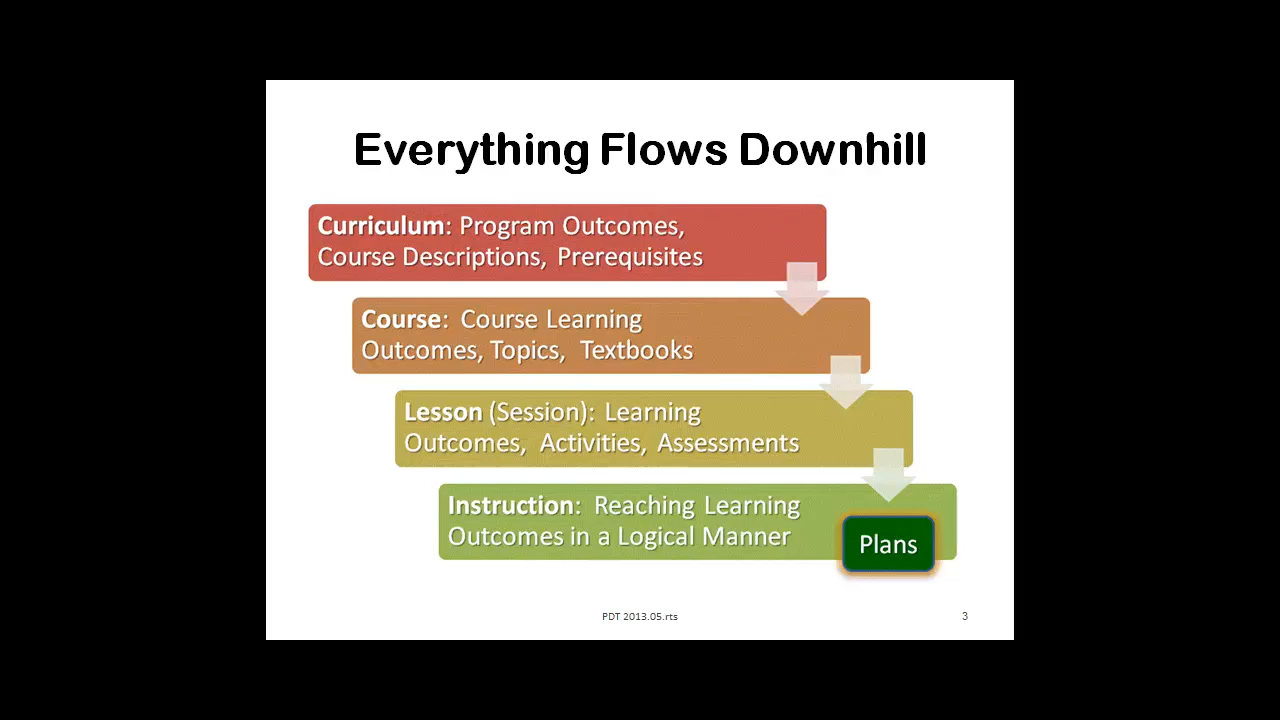 Everything Flows Downhill
Curriculum: Program Outcomes,
Course Descriptions, Prerequisites
Course: Course Learning
Outcomes, Topics, Textbooks
Lesson (Session): Learning
Outcomes, Activities, Assessments
Instruction: Reaching Learning
Outcomes in a Logical Manner
Plans
PDT 2013.05.rts
3